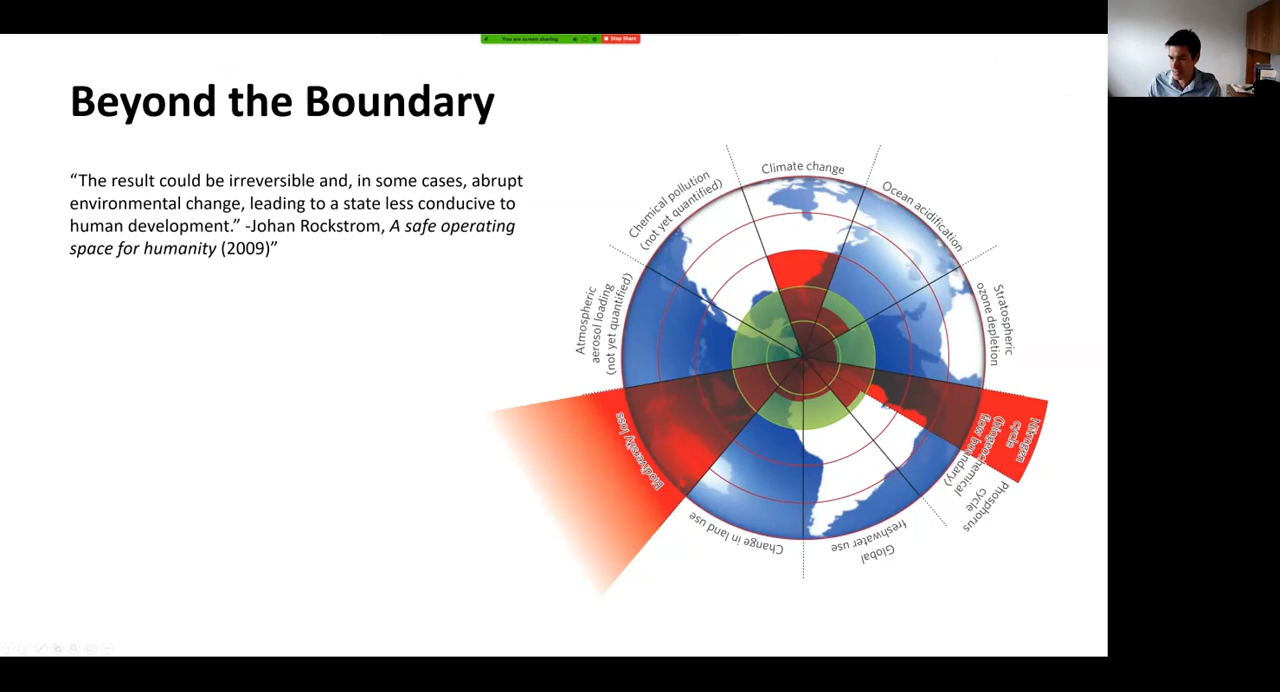 You are screen sharing
Stop Share
Beyond the Boundary
“The result could be irreversible and, in some cases, abrupt
environmental change, leading to a state less conducive to
human development.” -Johan Rockstrom, A safe operating
space for humanity (2009)”
Climate change
Ocean acidification
Stratospheric
ozone depletion
Nitrogen
cycle
(biogeochemical
flow boundary)
Phosphorus
cycle
Global
freshwater use
Change in land use
Biodiversity loss
Atmospheric
aerosol loading
(not yet quantified)
Chemical pollution
(not yet quantified)